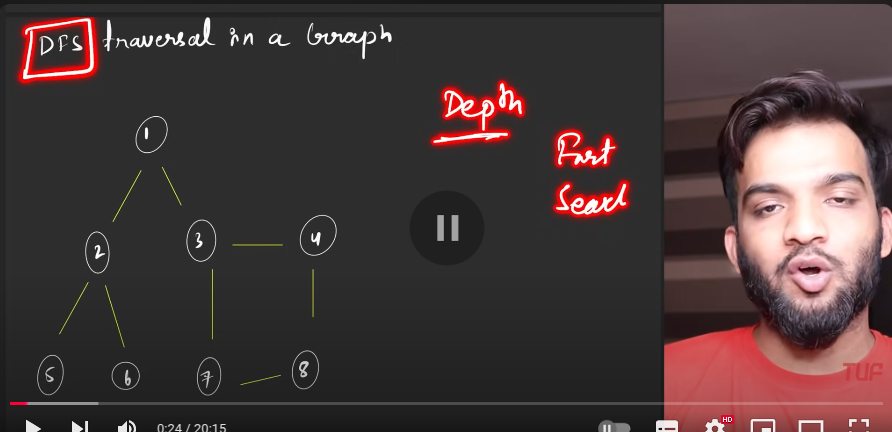 DFS traversal in a Graph
Depth
First
Search
1
2
3
4
5
6
7
8
TUF
0:24 / 20:15
HD